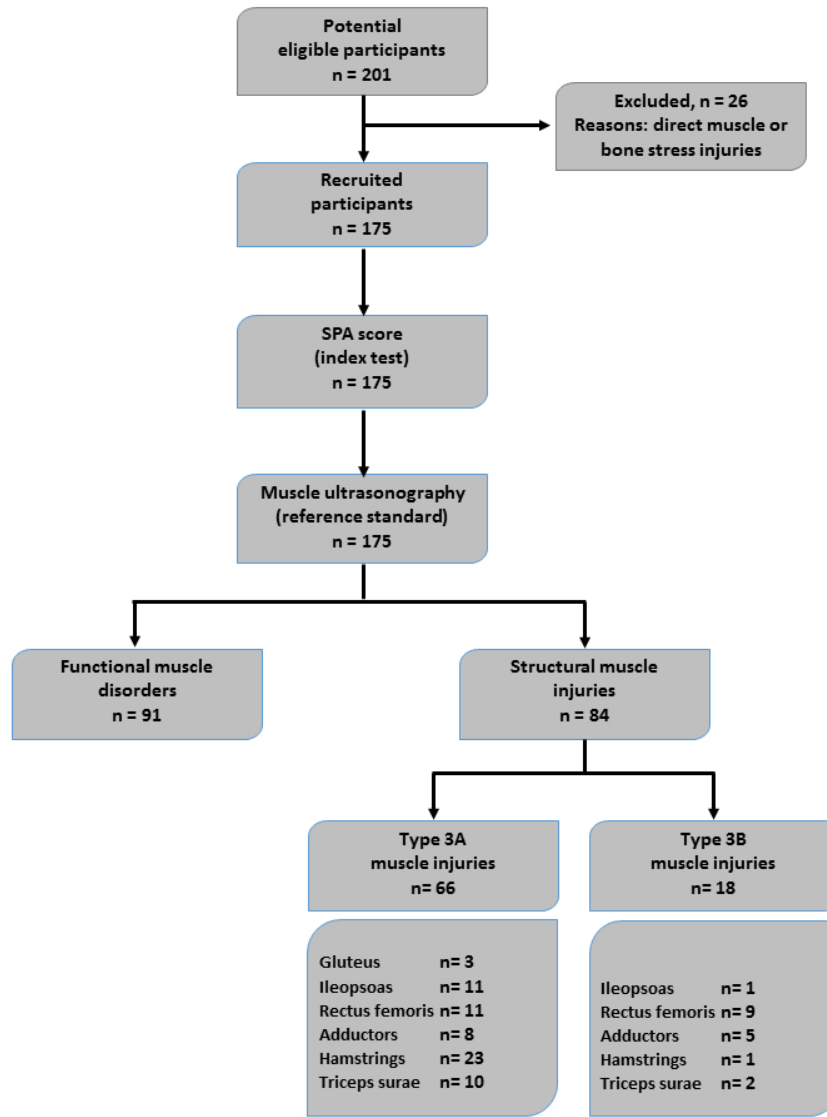 Potential
eligible participants
n = 201
Excluded, n = 26
Reasons: direct muscle or
bone stress injuries
Recruited
participants
n = 175
SPA score
(index test)
n = 175
Muscle ultrasonography
(reference standard)
n = 175
Functional muscle
disorders
n = 91
Structural muscle
injuries
n = 84
Type 3A
muscle injuries
n= 66
Type 3B
muscle injuries
n= 18
Gluteus n= 3
Ileopsoas n= 11
Rectus femoris n= 11
Adductors n= 8
Hamstrings n= 23
Triceps surae n= 10
Ileopsoas n= 1
Rectus femoris n= 9
Adductors n= 5
Hamstrings n= 1
Triceps surae n= 2